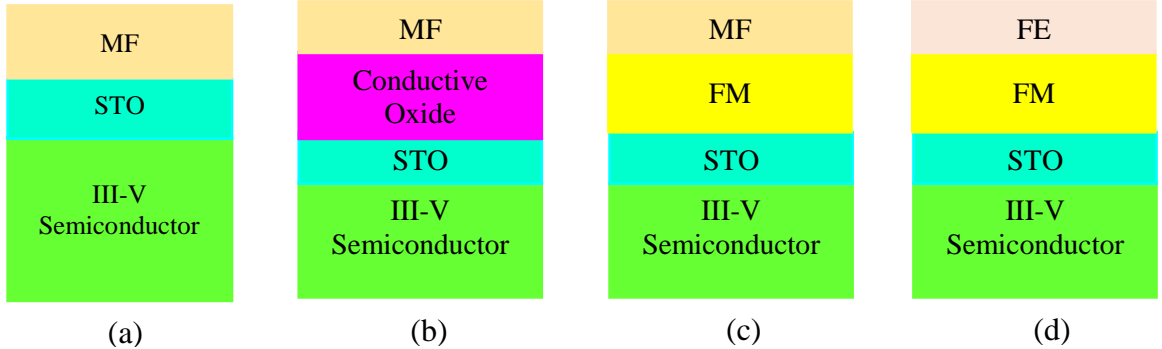 MF
STO
III-V
Semiconductor
(a)
MF
Conductive
Oxide
STO
III-V
Semiconductor
(b)
MF
FM
STO
III-V
Semiconductor
(c)
FE
FM
STO
III-V
Semiconductor
(d)